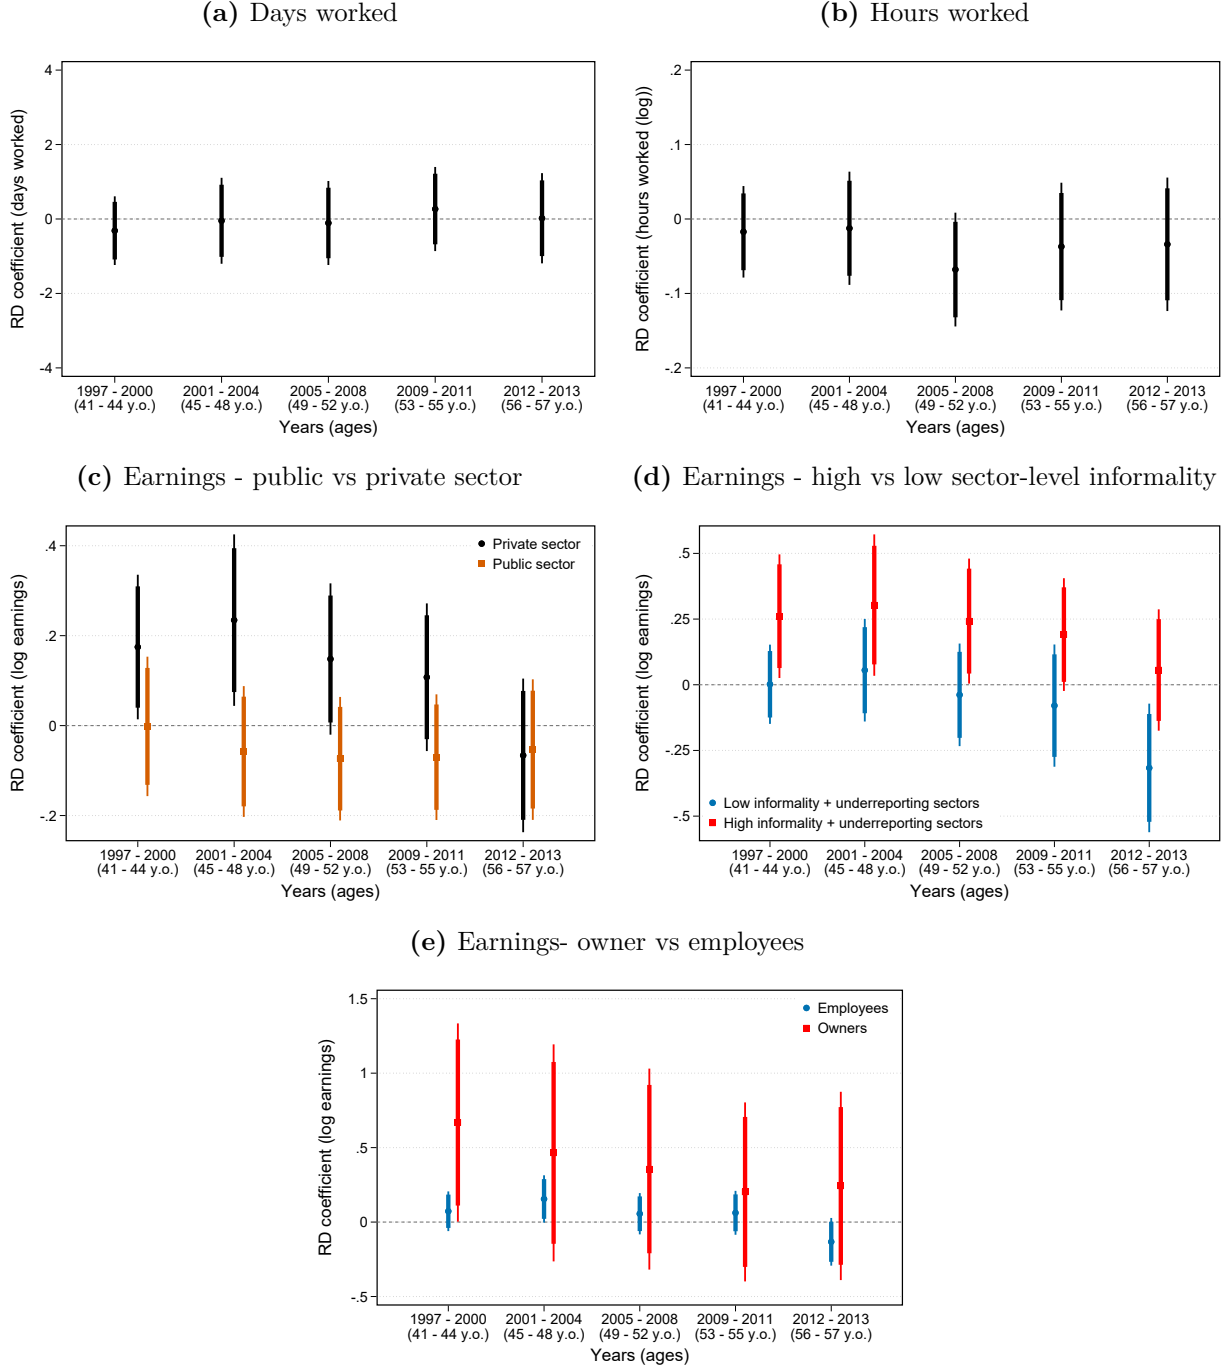 (a) Days worked
RD coefficient (days worked)
4
2
0
-2
-4
1997 - 2000 2001 - 2004 2005 - 2008 2009 - 2011 2012 - 2013
(41 - 44 y.o.) (45 - 48 y.o.) (49 - 52 y.o.) (53 - 55 y.o.) (56 - 57 y.o.)
Years (ages)
(b) Hours worked
RD coefficient (hours worked (log))
.2
.1
0
-.1
-.2
1997 - 2000 2001 - 2004 2005 - 2008 2009 - 2011 2012 - 2013
(41 - 44 y.o.) (45 - 48 y.o.) (49 - 52 y.o.) (53 - 55 y.o.) (56 - 57 y.o.)
Years (ages)
(c) Earnings - public vs private sector
RD coefficient (log earnings)
.4
.2
0
-.2
Private sector
Public sector
1997 - 2000 2001 - 2004 2005 - 2008 2009 - 2011 2012 - 2013
(41 - 44 y.o.) (45 - 48 y.o.) (49 - 52 y.o.) (53 - 55 y.o.) (56 - 57 y.o.)
Years (ages)
(d) Earnings - high vs low sector-level informality
RD coefficient (log earnings)
.5
.25
0
-.25
-.5
Low informality + underreporting sectors
High informality + underreporting sectors
1997 - 2000 2001 - 2004 2005 - 2008 2009 - 2011 2012 - 2013
(41 - 44 y.o.) (45 - 48 y.o.) (49 - 52 y.o.) (53 - 55 y.o.) (56 - 57 y.o.)
Years (ages)
(e) Earnings- owner vs employees
RD coefficient (log earnings)
1.5
1
.5
0
-.5
Employees
Owners
1997 - 2000 2001 - 2004 2005 - 2008 2009 - 2011 2012 - 2013
(41 - 44 y.o.) (45 - 48 y.o.) (49 - 52 y.o.) (53 - 55 y.o.) (56 - 57 y.o.)
Years (ages)